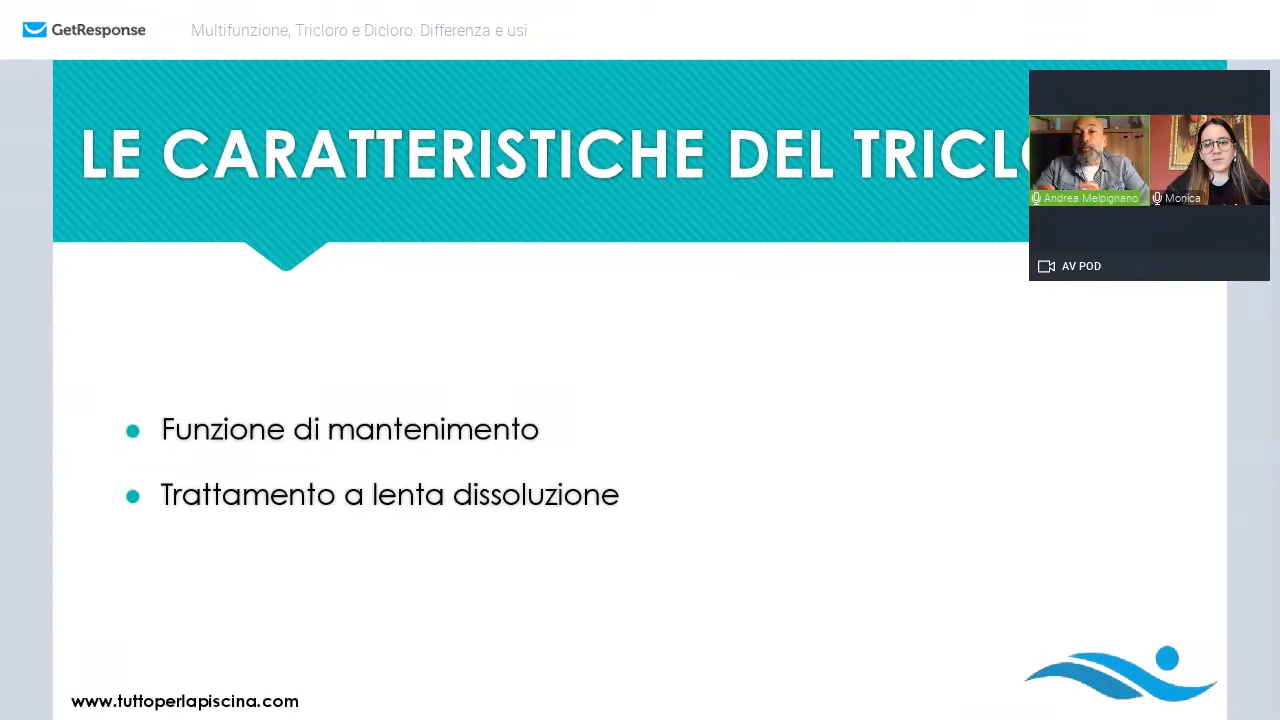 GetResponse
Multifunzione, Tricloro e Dicloro: Differenza e usi
LE CARATTERISTICHE DEL
Andrea Melpignano
Monica
AV POD
Funzione di mantenimento
Trattamento a lenta dissoluzione
www.tuttoperlapiscina.com